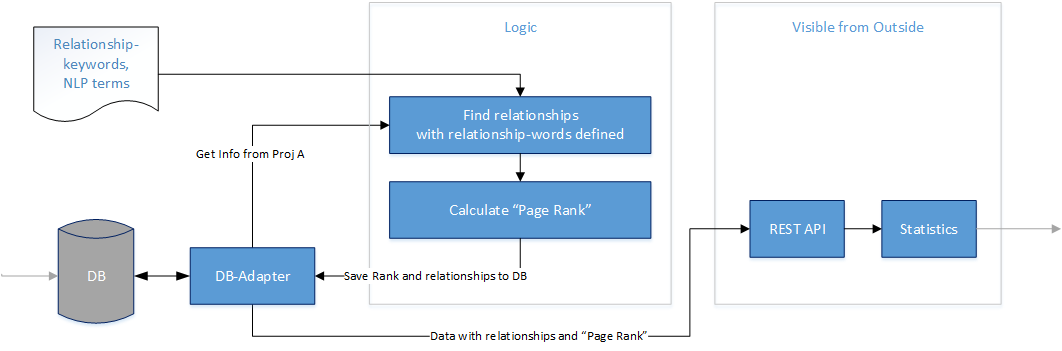 Logic
Visible from Outside
Relationship-
keywords,
NLP terms
Find relationships
with relationship-words defined
Get Info from Proj A
Calculate “Page Rank”
REST API
Statistics
DB
DB-Adapter
Save Rank and relationships to DB
Data with relationships and “Page Rank”